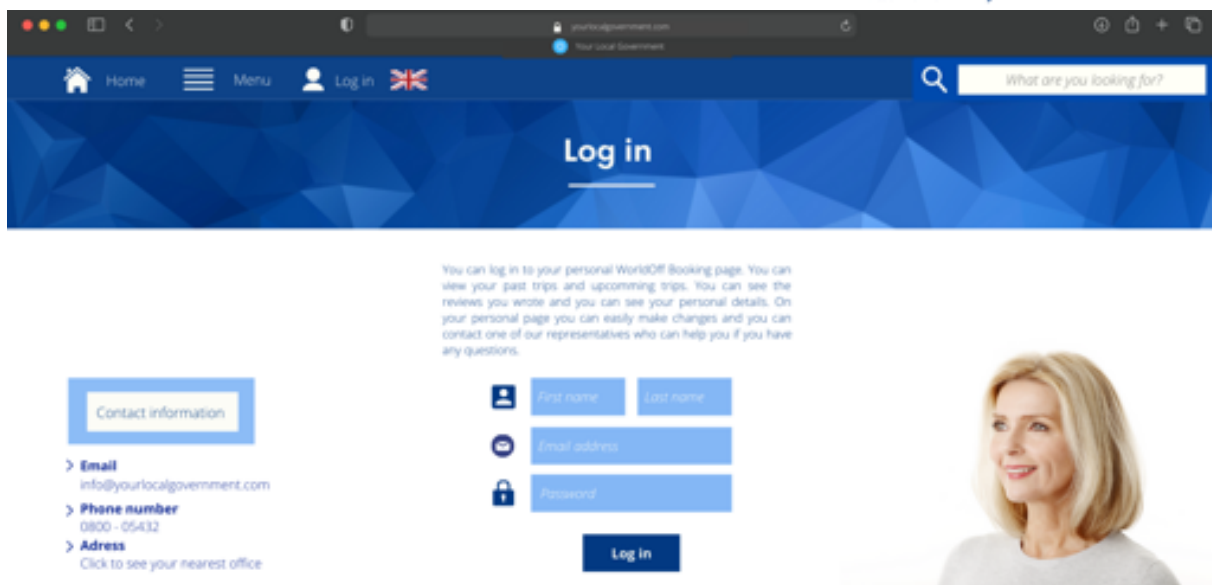 yourlocalgovernment.com
Your Local Government
Home Menu Log in What are you looking for?
Log in
You can log in to your personal WorldOff Booking page. You can
view your past trips and upcomming trips. You can see the
reviews you wrote and you can see your personal details. On
your personal page you can easily make changes and you can
contact one of our representatives who can help you if you have
any questions.
First name Last name
Email address
Password
Log in
Contact information
Email
info@yourlocalgovernment.com
Phone number
0800 - 05432
Adress
Click to see your nearest office